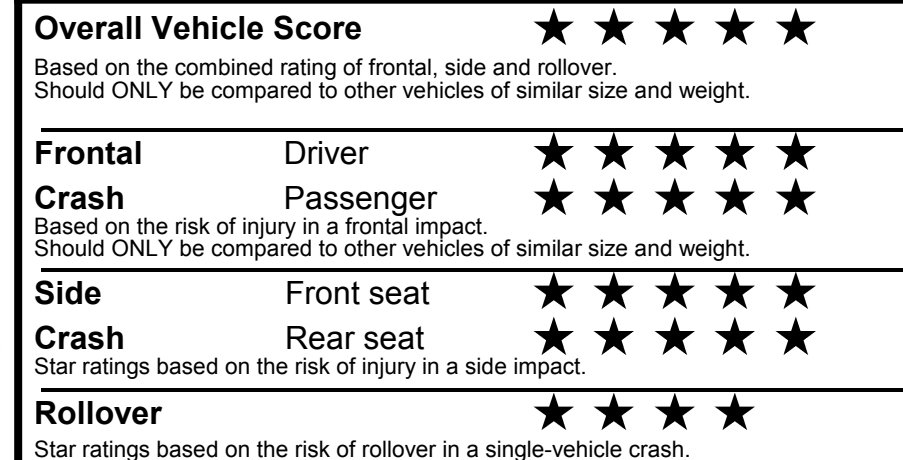 Overall Vehicle Score ★ ★ ★ ★ ★
Based on the combined rating of frontal, side and rollover.
Should ONLY be compared to other vehicles of similar size and weight.
Frontal Driver ★ ★ ★ ★ ★
Crash Passenger ★ ★ ★ ★ ★
Based on the risk of injury in a frontal impact.
Should ONLY be compared to other vehicles of similar size and weight.
Side Front seat ★ ★ ★ ★ ★
Crash Rear seat ★ ★ ★ ★ ★
Star ratings based on the risk of injury in a side impact.
Rollover ★ ★ ★ ★
Star ratings based on the risk of rollover in a single-vehicle crash.